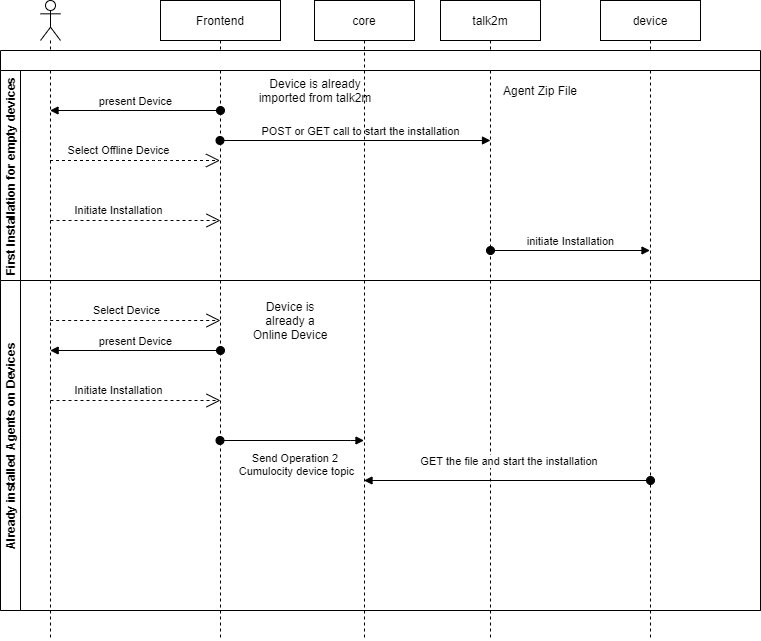 Frontend
core
talk2m
device
First Installation for empty devices
Device is already
imported from talk2m
Agent Zip File
present Device
POST or GET call to start the installation
Select Offline Device
Initiate Installation
initiate Installation
Already installed Agents on Devices
Select Device
Device is
already a
Online Device
present Device
Initiate Installation
Send Operation 2
Cumulocity device topic
GET the file and start the installation